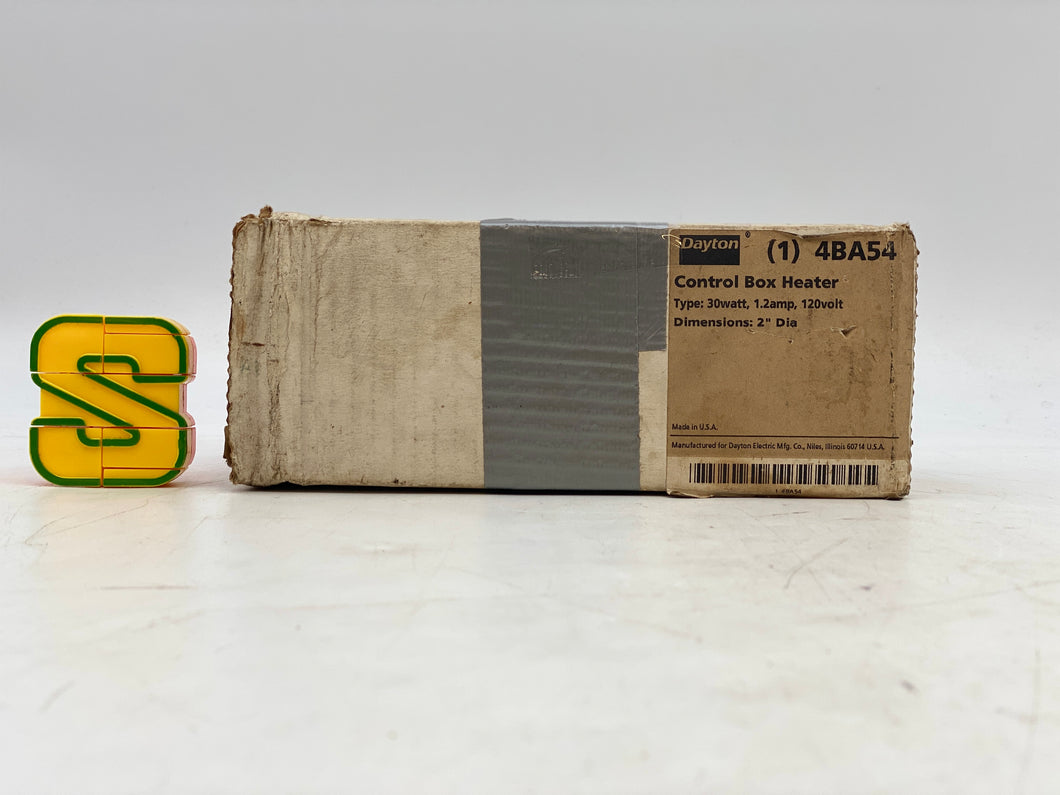 S
Dayton®
(1) 4BA54
Control Box Heater
Type: 30watt, 1.2amp, 120volt
Dimensions: 2" Dia
Made in U.S.A.
Manufactured for Dayton Electric Mfg. Co., Niles, Illinois 60714 U.S.A.
1 4BA54